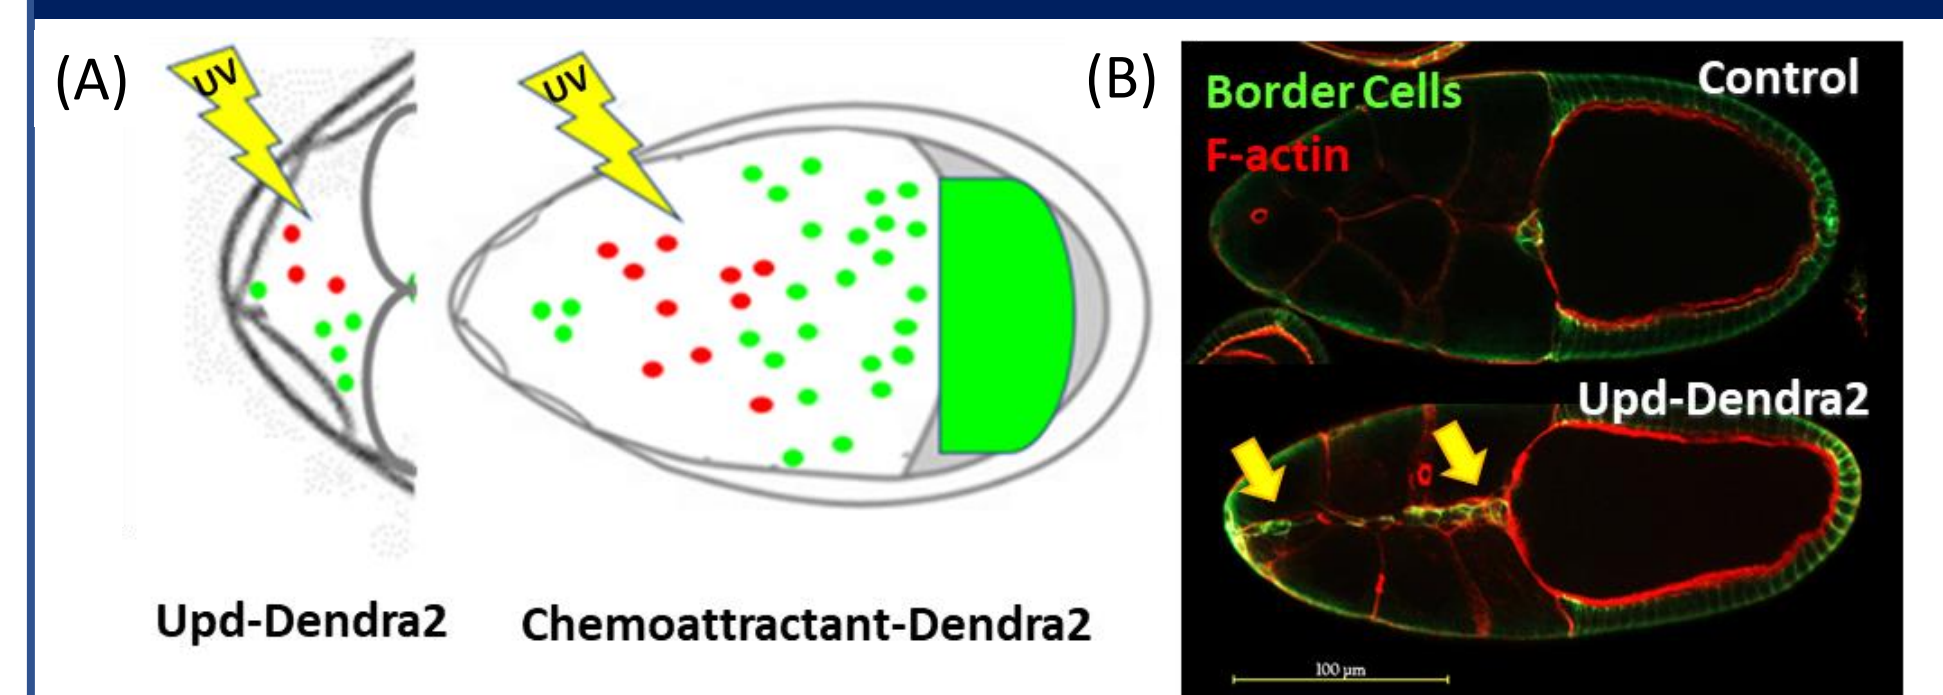 (A)
UV
UV
Upd-Dendra2
Chemoattractant-Dendra2
(B)
Border Cells
F-actin
Control
Upd-Dendra2
100 µm